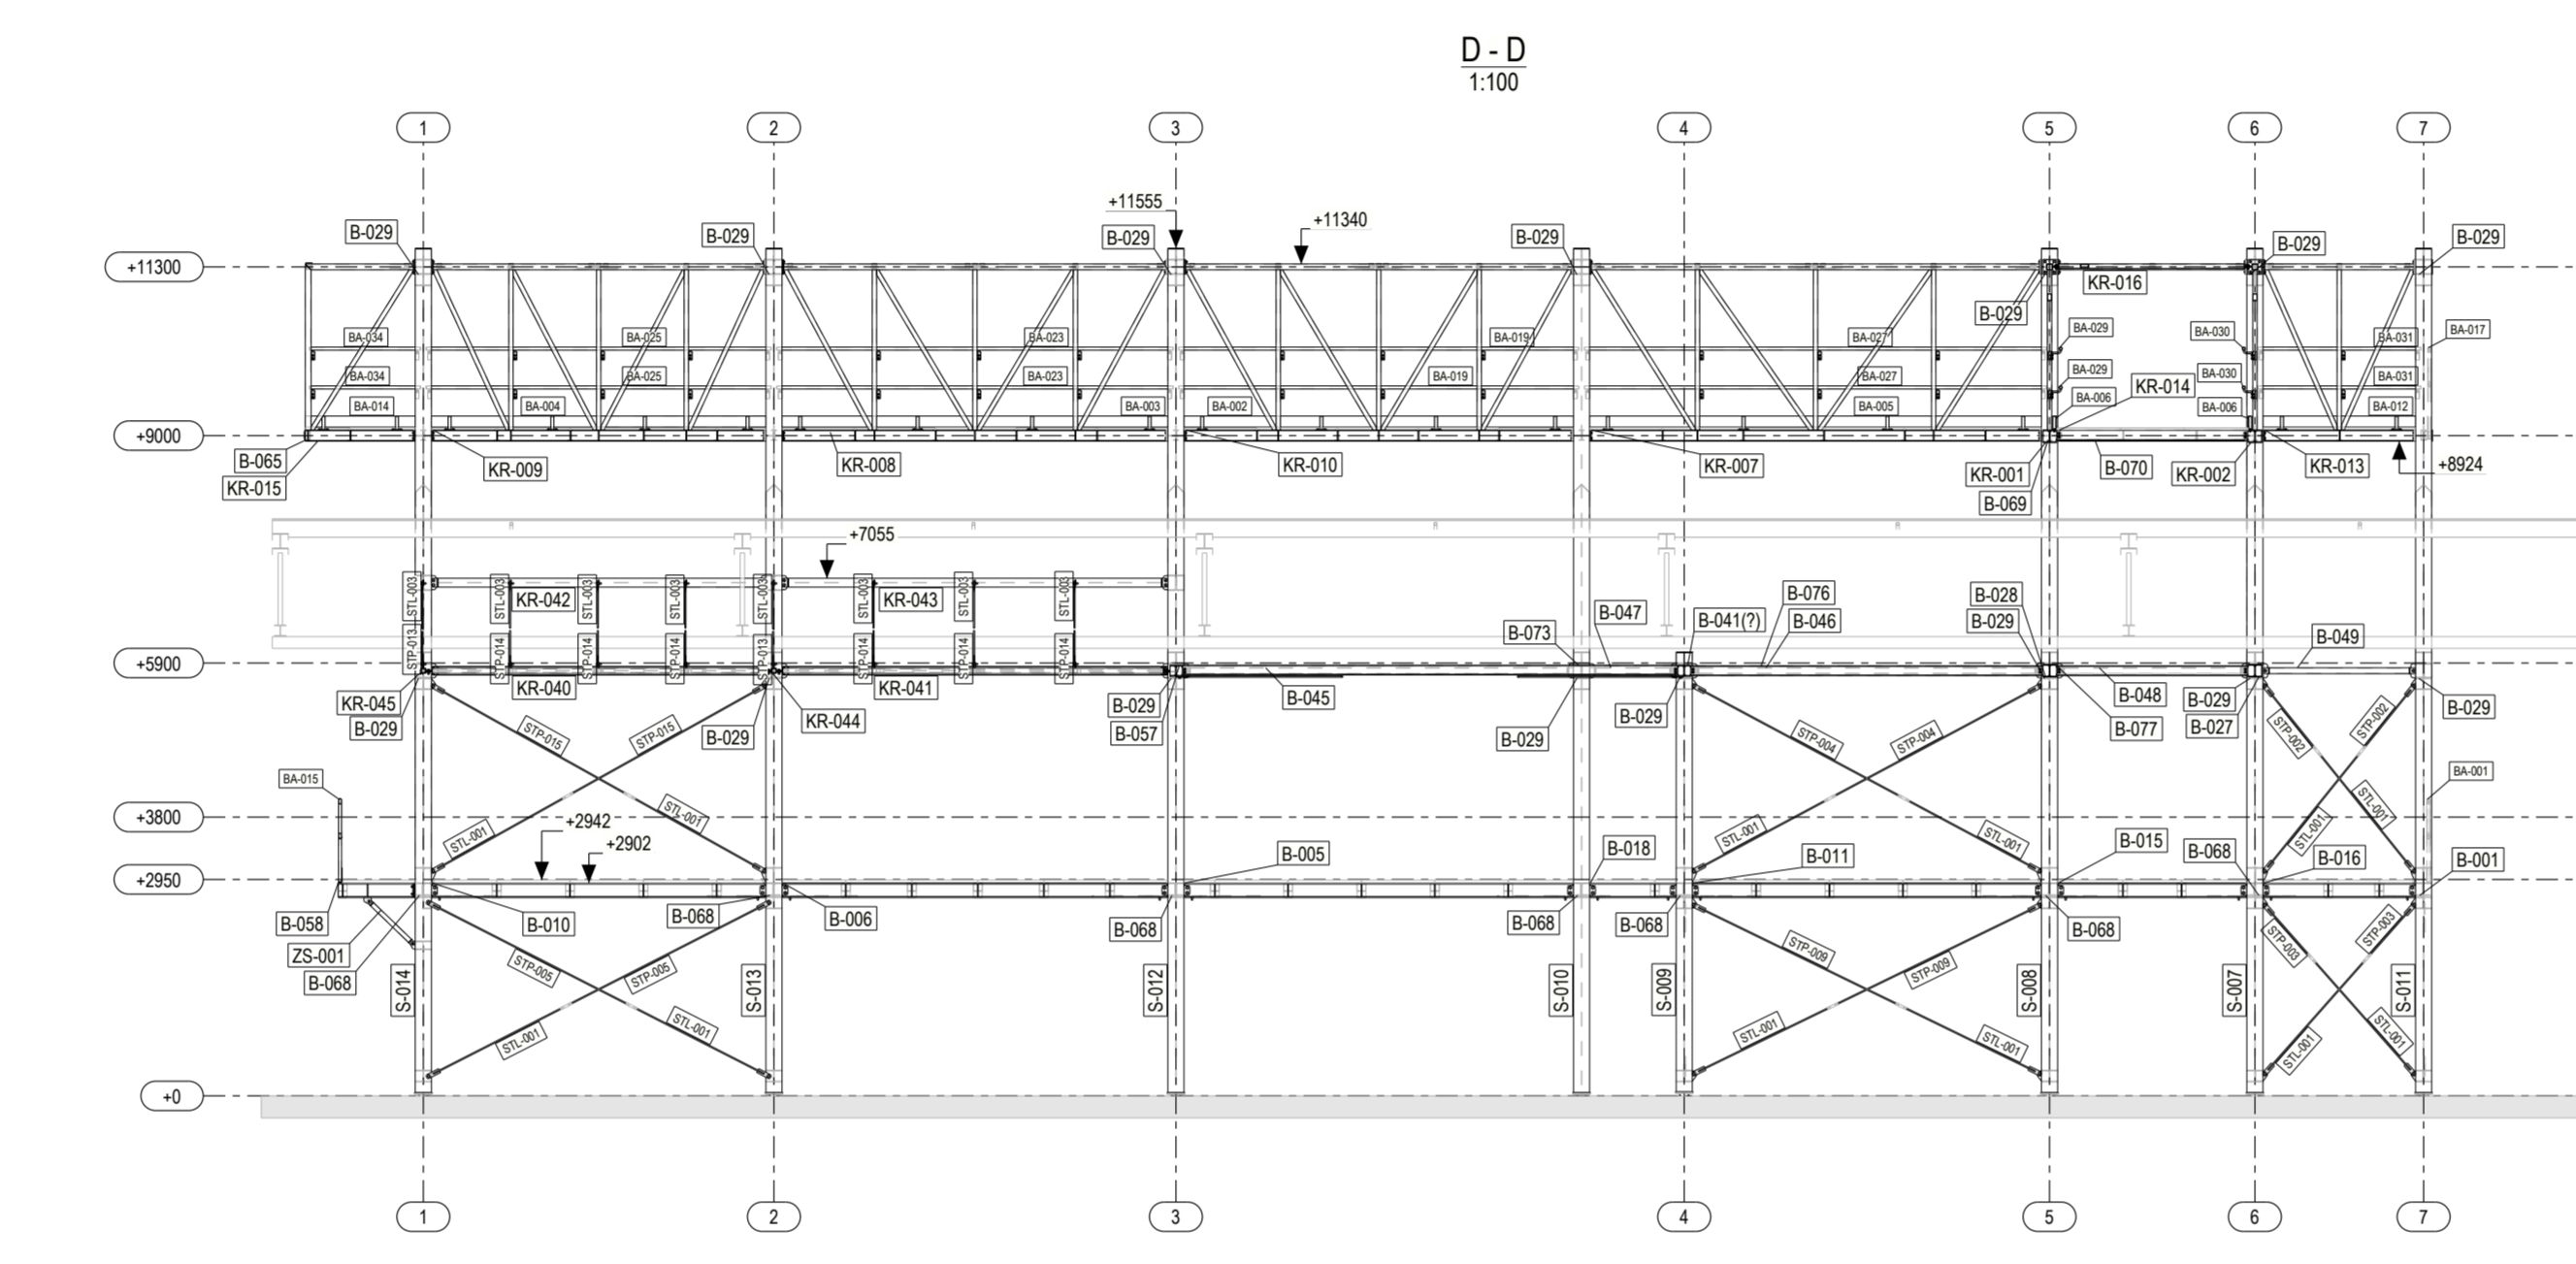 D - D
1:100
1
2
3
4
5
6
7
+11555
+11340
B-029
B-029
B-029
B-029
B-029
B-029
+11300
KR-016
B-029
BA-034
BA-025
BA-023
BA-019
BA-027
BA-029
BA-030
BA-031
BA-017
BA-034
BA-025
BA-023
BA-019
BA-027
BA-029
BA-030
BA-031
KR-014
BA-014
BA-004
BA-003
BA-002
BA-005
BA-006
BA-006
BA-012
+9000
B-065
KR-009
KR-008
KR-010
KR-007
KR-001
B-070
KR-002
KR-013
+8924
KR-015
B-069
+7055
STL-003
STL-003
STL-003
STL-003
STL-003
STL-003
STL-003
STL-003
KR-042
KR-043
B-076
B-028
B-047
B-041(?)
B-046
B-029
B-073
B-049
STP-013
STP-014
STP-014
STP-014
STP-013
STP-014
STP-014
STP-014
+5900
KR-040
KR-041
B-045
B-048
KR-045
B-029
KR-044
B-029
B-057
B-029
B-029
B-029
B-077
B-029
B-027
B-029
STP-015
STP-015
B-029
STP-004
STP-004
STP-002
STP-002
BA-015
BA-001
+3800
STL-001
STL-001
STL-001
STL-001
STL-001
STL-001
+2942
+2902
B-005
B-018
B-011
B-015
B-068
B-016
B-001
+2950
B-058
B-010
B-068
B-006
B-068
B-068
B-068
B-068
ZS-001
B-068
STP-005
STP-005
STP-009
STP-009
STP-003
STP-003
S-014
S-013
S-012
S-010
S-009
S-008
S-007
S-011
STL-001
STL-001
STL-001
STL-001
STL-001
STL-001
+0
1
2
3
4
5
6
7